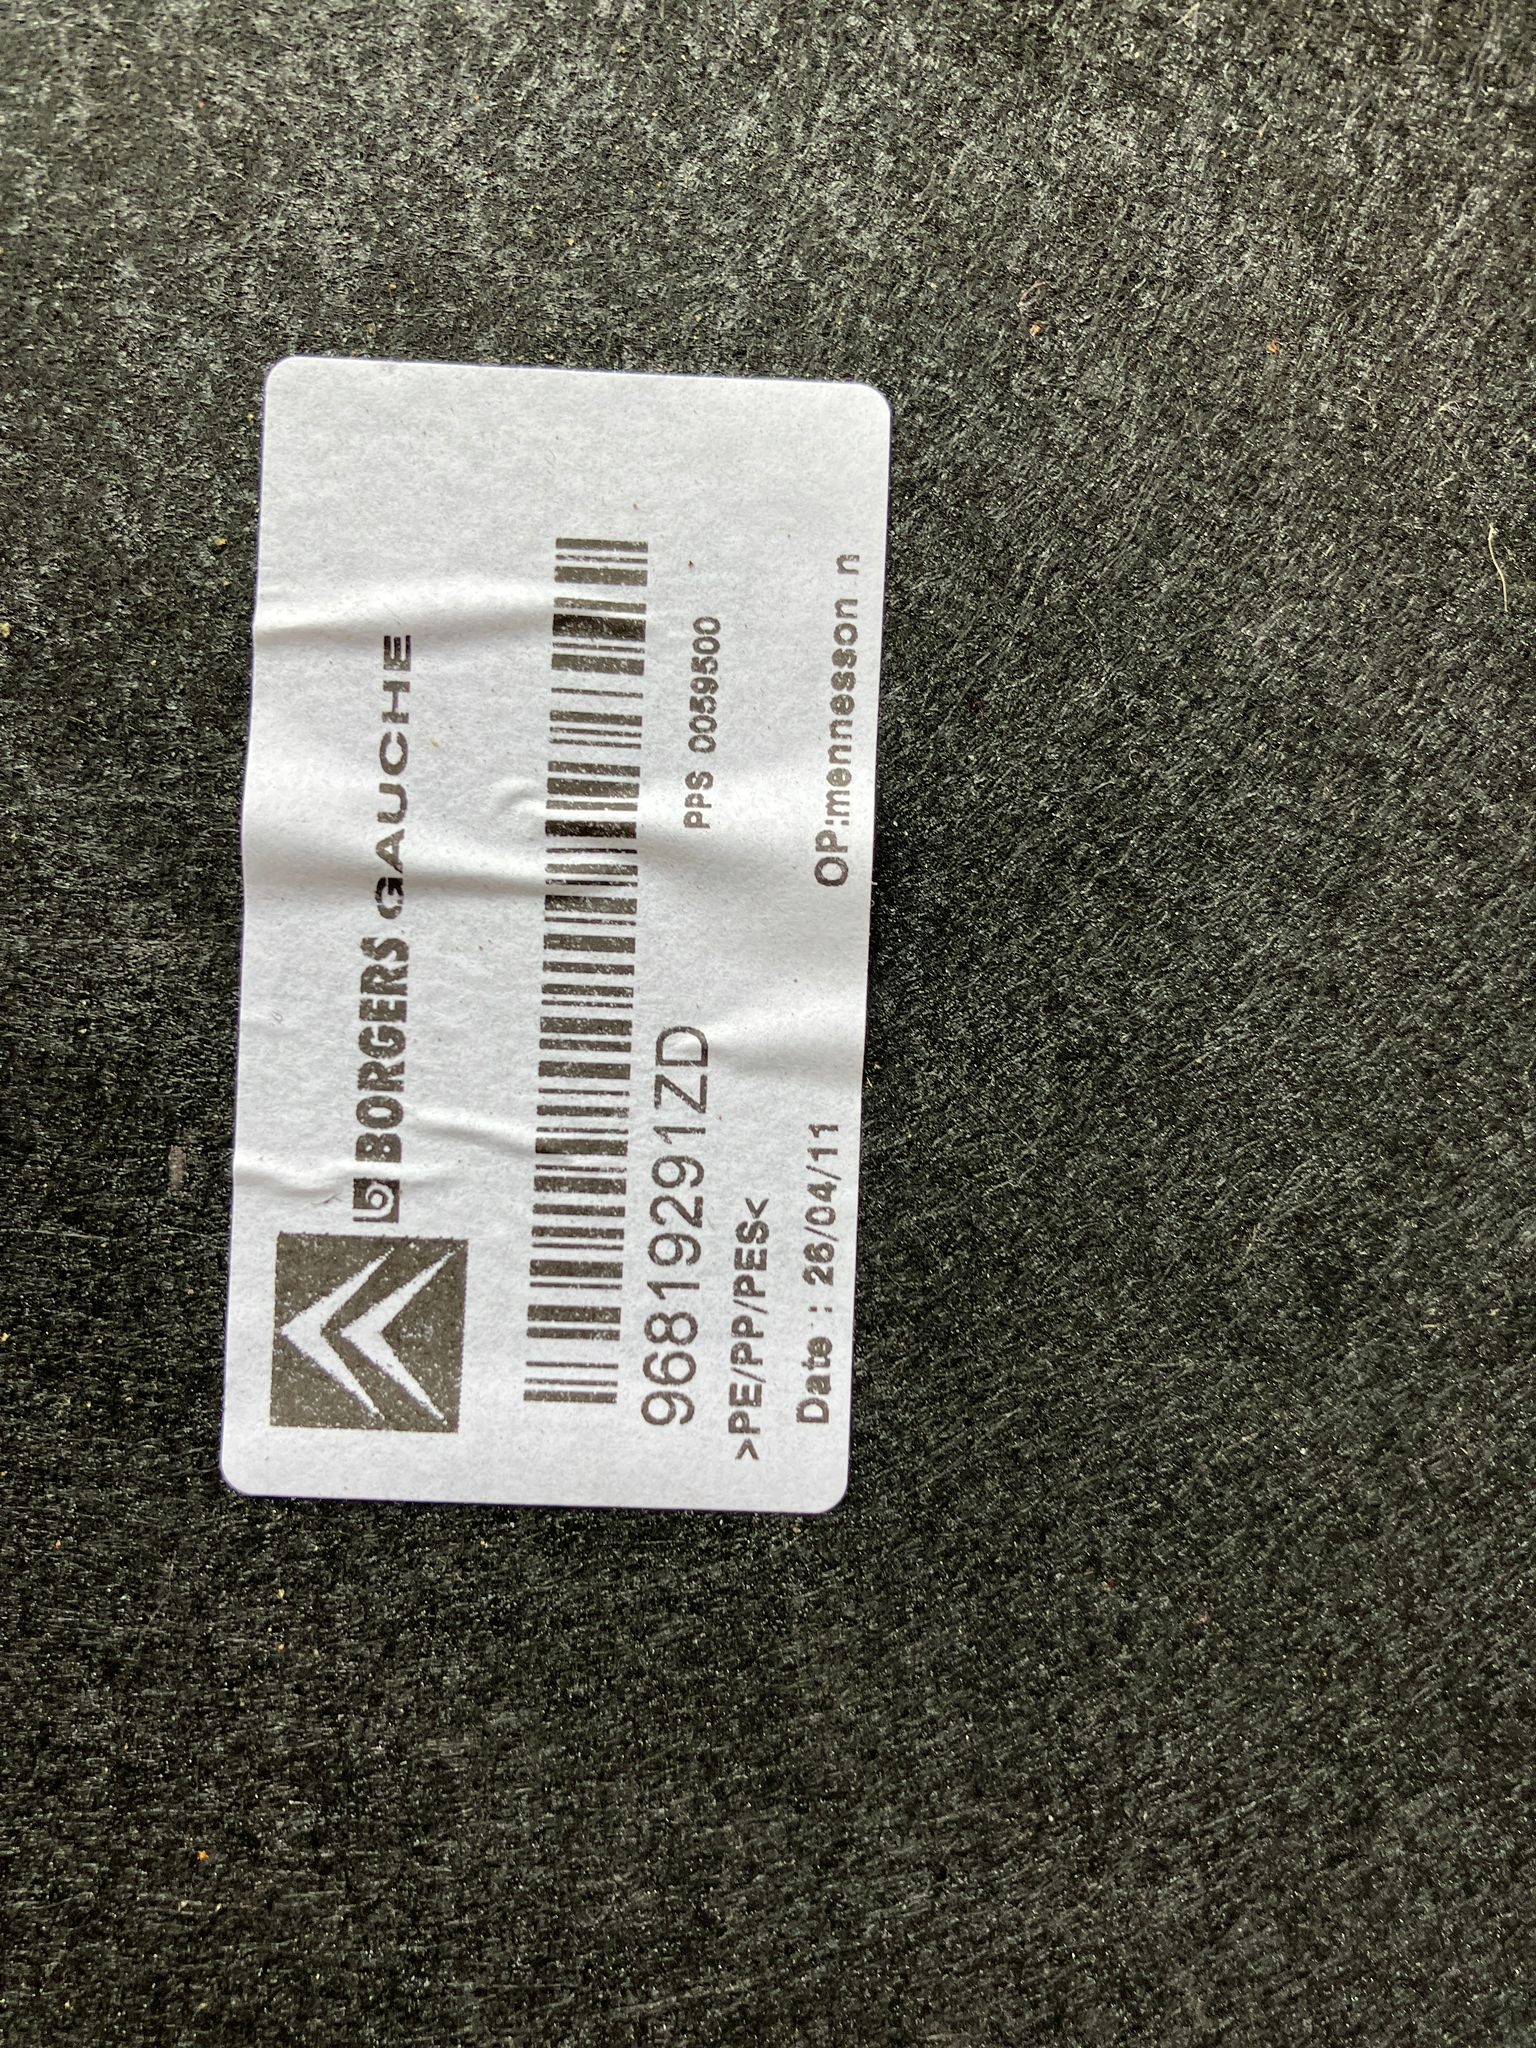 BORGERS GAUCHE
96819291ZD
PPS 0059500
>PE/PP/PES<
Date : 26/04/11
OP:mennesson n